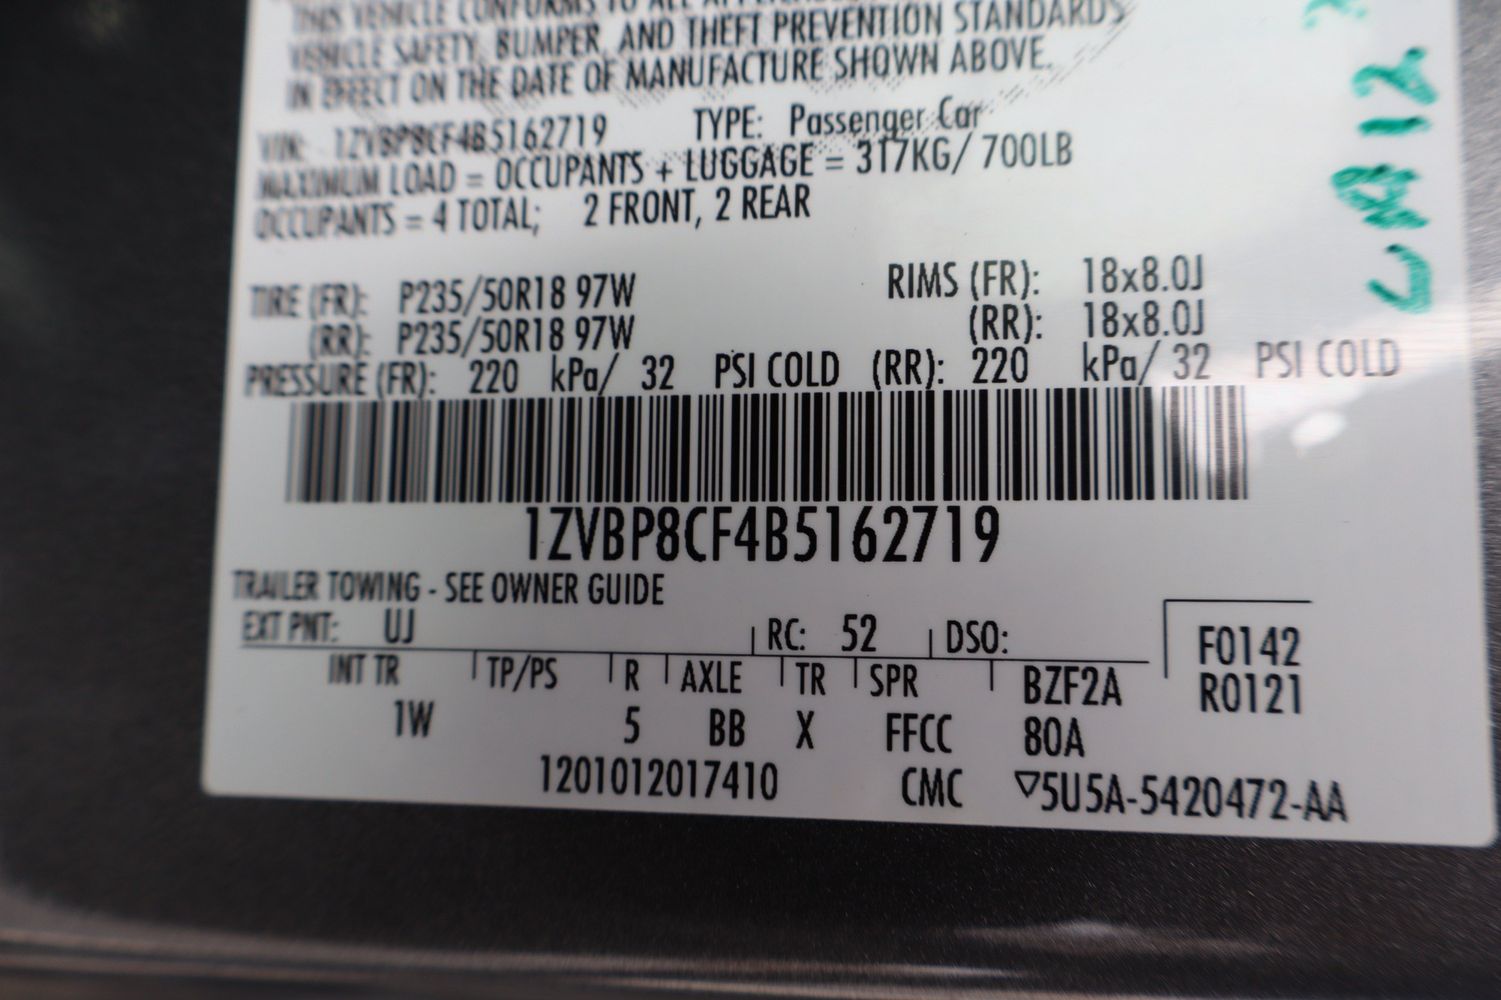 THIS VEHICLE CONFORMS TO ALL
VEHICLE SAFETY, BUMPER, AND THEFT PREVENTION STANDARDS
IN EFFECT ON THE DATE OF MANUFACTURE SHOWN ABOVE.
VIN: 1ZVBP8CF4B5162719 TYPE: Passenger Car
MAXIMUM LOAD = OCCUPANTS + LUGGAGE = 317KG/ 700LB
OCCUPANTS = 4 TOTAL; 2 FRONT, 2 REAR
TIRE (FR): P235/50R18 97W RIMS (FR): 18x8.0J
(RR): P235/50R18 97W (RR): 18x8.0J
PRESSURE (FR): 220 kPa/ 32 PSI COLD (RR): 220 kPa/ 32 PSI COLD
1ZVBP8CF4B5162719
TRAILER TOWING - SEE OWNER GUIDE
EXT PNT: UJ RC: 52 DSO: F0142
INT TR TP/PS R AXLE TR SPR BZF2A R0121
1W 5 BB X FFCC 80A
1201012017410 CMC ▽5U5A-5420472-AA